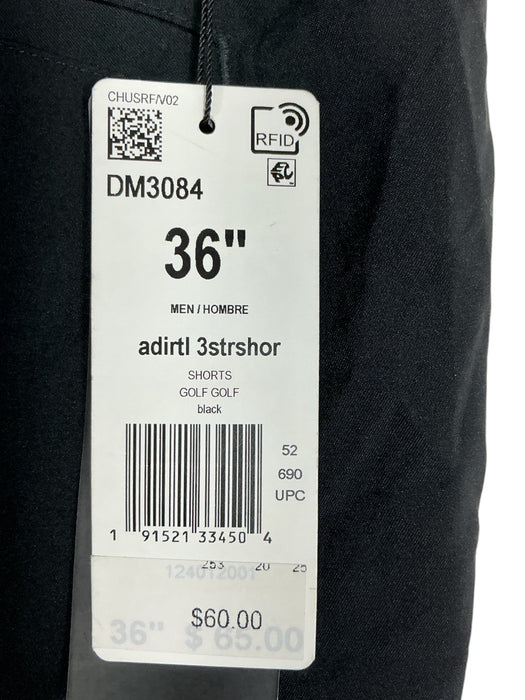 CHUSRF/V02
RFID
DM3084
36"
MEN / HOMBRE
adirtl 3strshor
SHORTS
GOLF GOLF
black
52
690
UPC
1 91521 33450 4
253 20 25
124012001
$60.00
36" $ 65.00